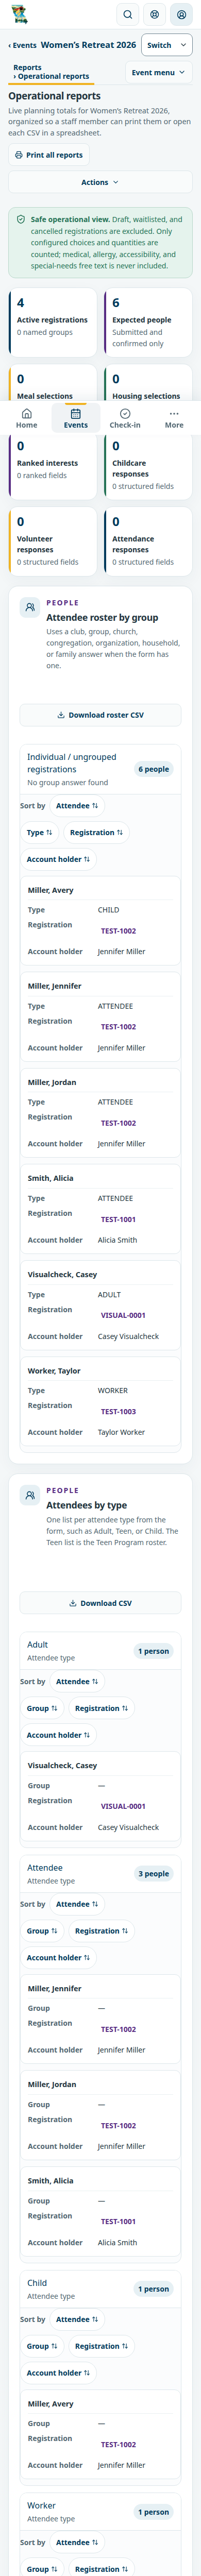 ‹ Events Women's Retreat 2026 Switch
Reports
› Operational reports Event menu
Operational reports
Live planning totals for Women's Retreat 2026,
organized so a staff member can print them or open
each CSV in a spreadsheet.
Print all reports
Actions
Safe operational view. Draft, waitlisted, and
cancelled registrations are excluded. Only
configured choices and quantities are
counted; medical, allergy, accessibility, and
special-needs free text is never included.
4
Active registrations
0 named groups
6
Expected people
Submitted and
confirmed only
0
Meal selections
0
Housing selections
Home Events Check-in More
0
Ranked interests
0 ranked fields
0
Childcare
responses
0 structured fields
0
Volunteer
responses
0 structured fields
0
Attendance
responses
0 structured fields
PEOPLE
Attendee roster by group
Uses a club, group, church,
congregation, organization, household,
or family answer when the form has
one.
Download roster CSV
Individual / ungrouped
registrations
No group answer found
6 people
Sort by Attendee ↑↓
Type ↑↓ Registration ↑↓
Account holder ↑↓
Miller, Avery
Type CHILD
Registration
TEST-1002
Account holder Jennifer Miller
Miller, Jennifer
Type ATTENDEE
Registration
TEST-1002
Account holder Jennifer Miller
Miller, Jordan
Type ATTENDEE
Registration
TEST-1002
Account holder Jennifer Miller
Smith, Alicia
Type ATTENDEE
Registration
TEST-1001
Account holder Alicia Smith
Visualcheck, Casey
Type ADULT
Registration
VISUAL-0001
Account holder Casey Visualcheck
Worker, Taylor
Type WORKER
Registration
TEST-1003
Account holder Taylor Worker
PEOPLE
Attendees by type
One list per attendee type from the
form, such as Adult, Teen, or Child. The
Teen list is the Teen Program roster.
Download CSV
Adult
Attendee type
1 person
Sort by Attendee ↑↓
Group ↑↓ Registration ↑↓
Account holder ↑↓
Visualcheck, Casey
Group —
Registration
VISUAL-0001
Account holder Casey Visualcheck
Attendee
Attendee type
3 people
Sort by Attendee ↑↓
Group ↑↓ Registration ↑↓
Account holder ↑↓
Miller, Jennifer
Group —
Registration
TEST-1002
Account holder Jennifer Miller
Miller, Jordan
Group —
Registration
TEST-1002
Account holder Jennifer Miller
Smith, Alicia
Group —
Registration
TEST-1001
Account holder Alicia Smith
Child
Attendee type
1 person
Sort by Attendee ↑↓
Group ↑↓ Registration ↑↓
Account holder ↑↓
Miller, Avery
Group —
Registration
TEST-1002
Account holder Jennifer Miller
Worker
Attendee type
1 person
Sort by Attendee ↑↓
Group ↑↓ Registration ↑↓